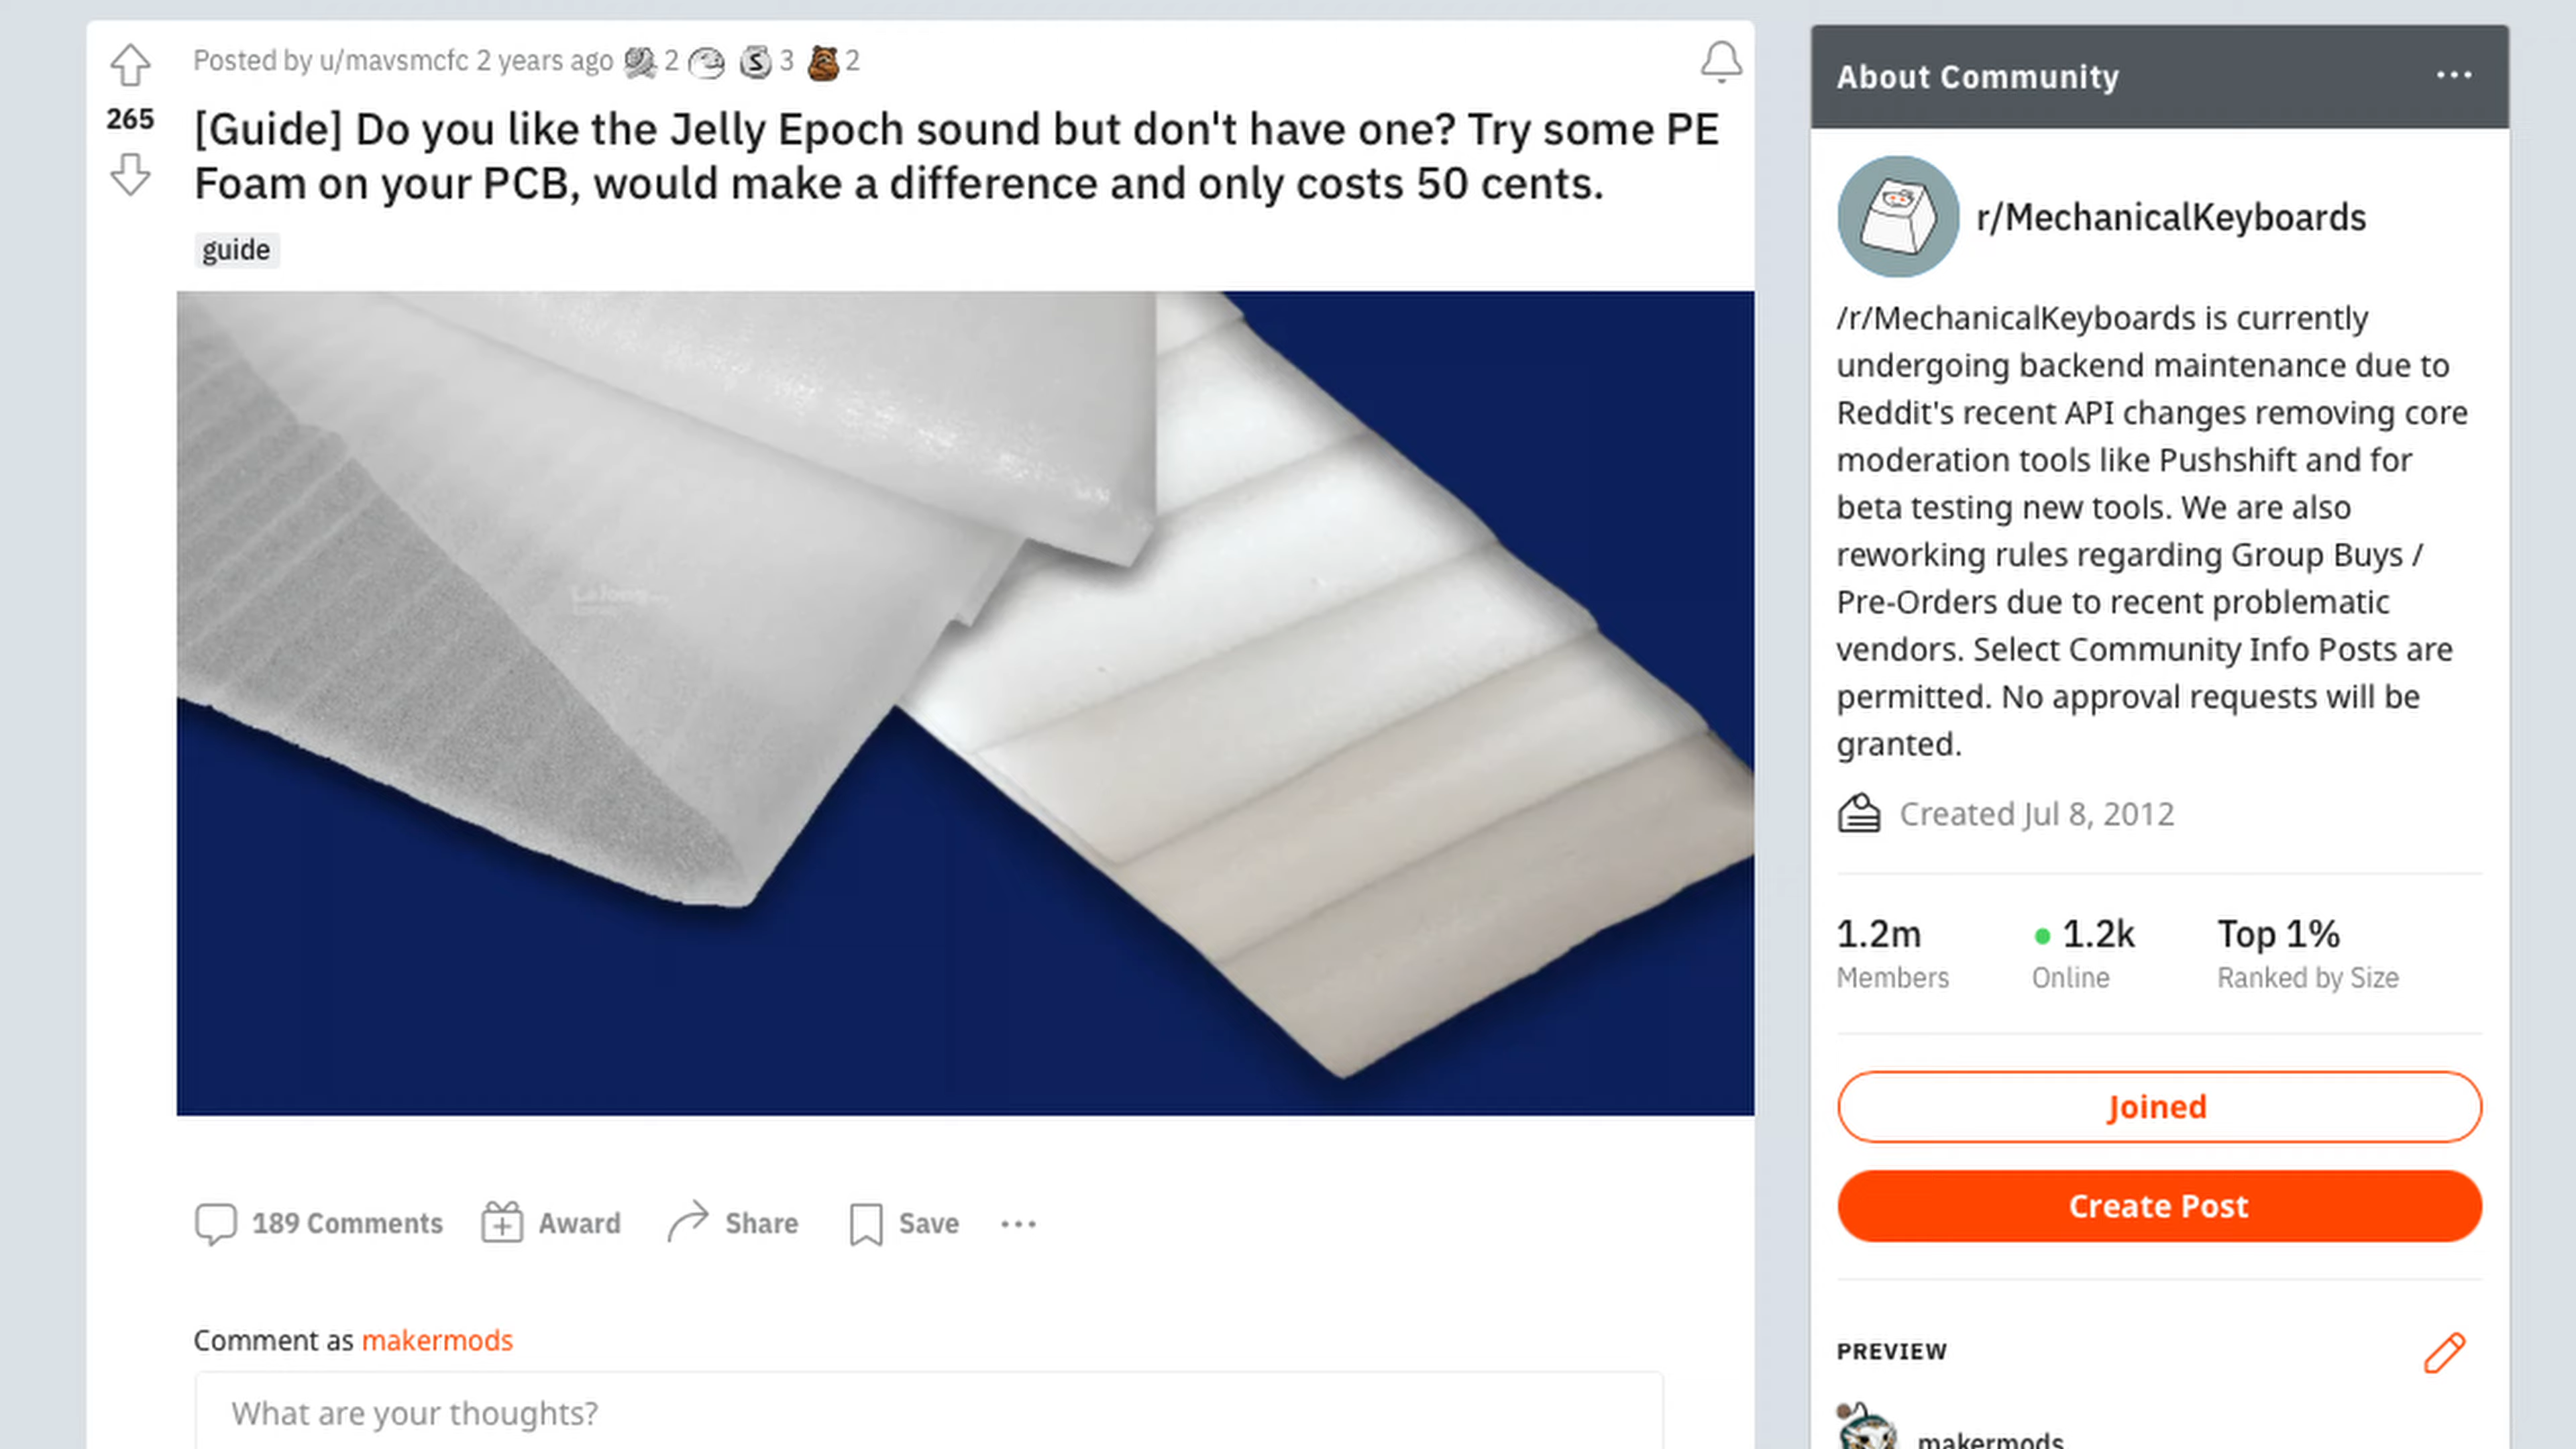 Posted by u/mavsmcfc 2 years ago 2 S 3 2
265
[Guide] Do you like the Jelly Epoch sound but don't have one? Try some PE
Foam on your PCB, would make a difference and only costs 50 cents.
guide
189 Comments Award Share Save
Comment as makermods
What are your thoughts?
About Community
r/MechanicalKeyboards
/r/MechanicalKeyboards is currently
undergoing backend maintenance due to
Reddit's recent API changes removing core
moderation tools like Pushshift and for
beta testing new tools. We are also
reworking rules regarding Group Buys /
Pre-Orders due to recent problematic
vendors. Select Community Info Posts are
permitted. No approval requests will be
granted.
Created Jul 8, 2012
1.2m 1.2k Top 1%
Members Online Ranked by Size
Joined
Create Post
PREVIEW
makermods